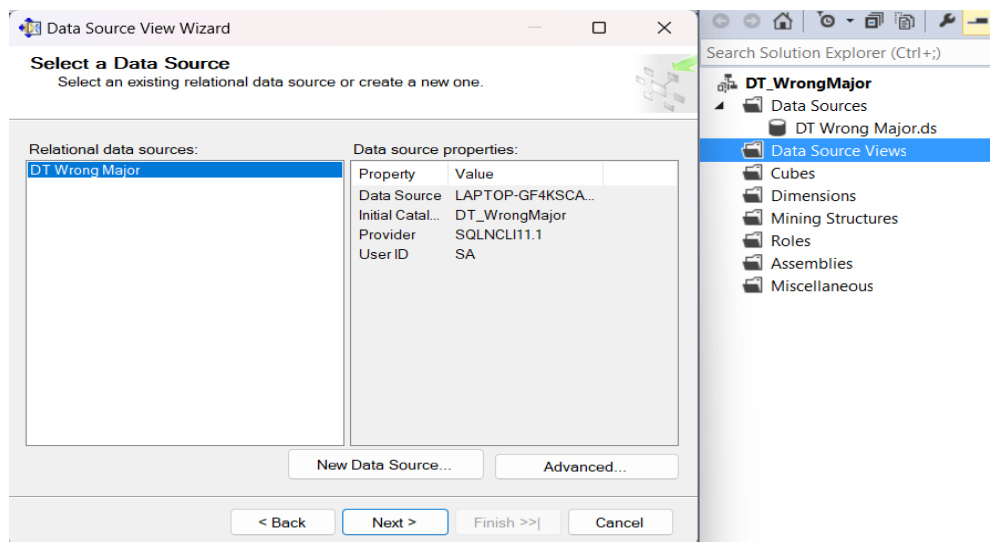 Data Source View Wizard
Select a Data Source
Select an existing relational data source or create a new one.
Relational data sources:
DT Wrong Major
Data source properties:
Property Value
Data Source LAPTOP-GF4KSCA...
Initial Catal... DT_WrongMajor
Provider SQLNCLI11.1
User ID SA
New Data Source...
Advanced...
< Back
Next >
Finish >>|
Cancel
Search Solution Explorer (Ctrl+;)
DT_WrongMajor
Data Sources
DT Wrong Major.ds
Data Source Views
Cubes
Dimensions
Mining Structures
Roles
Assemblies
Miscellaneous